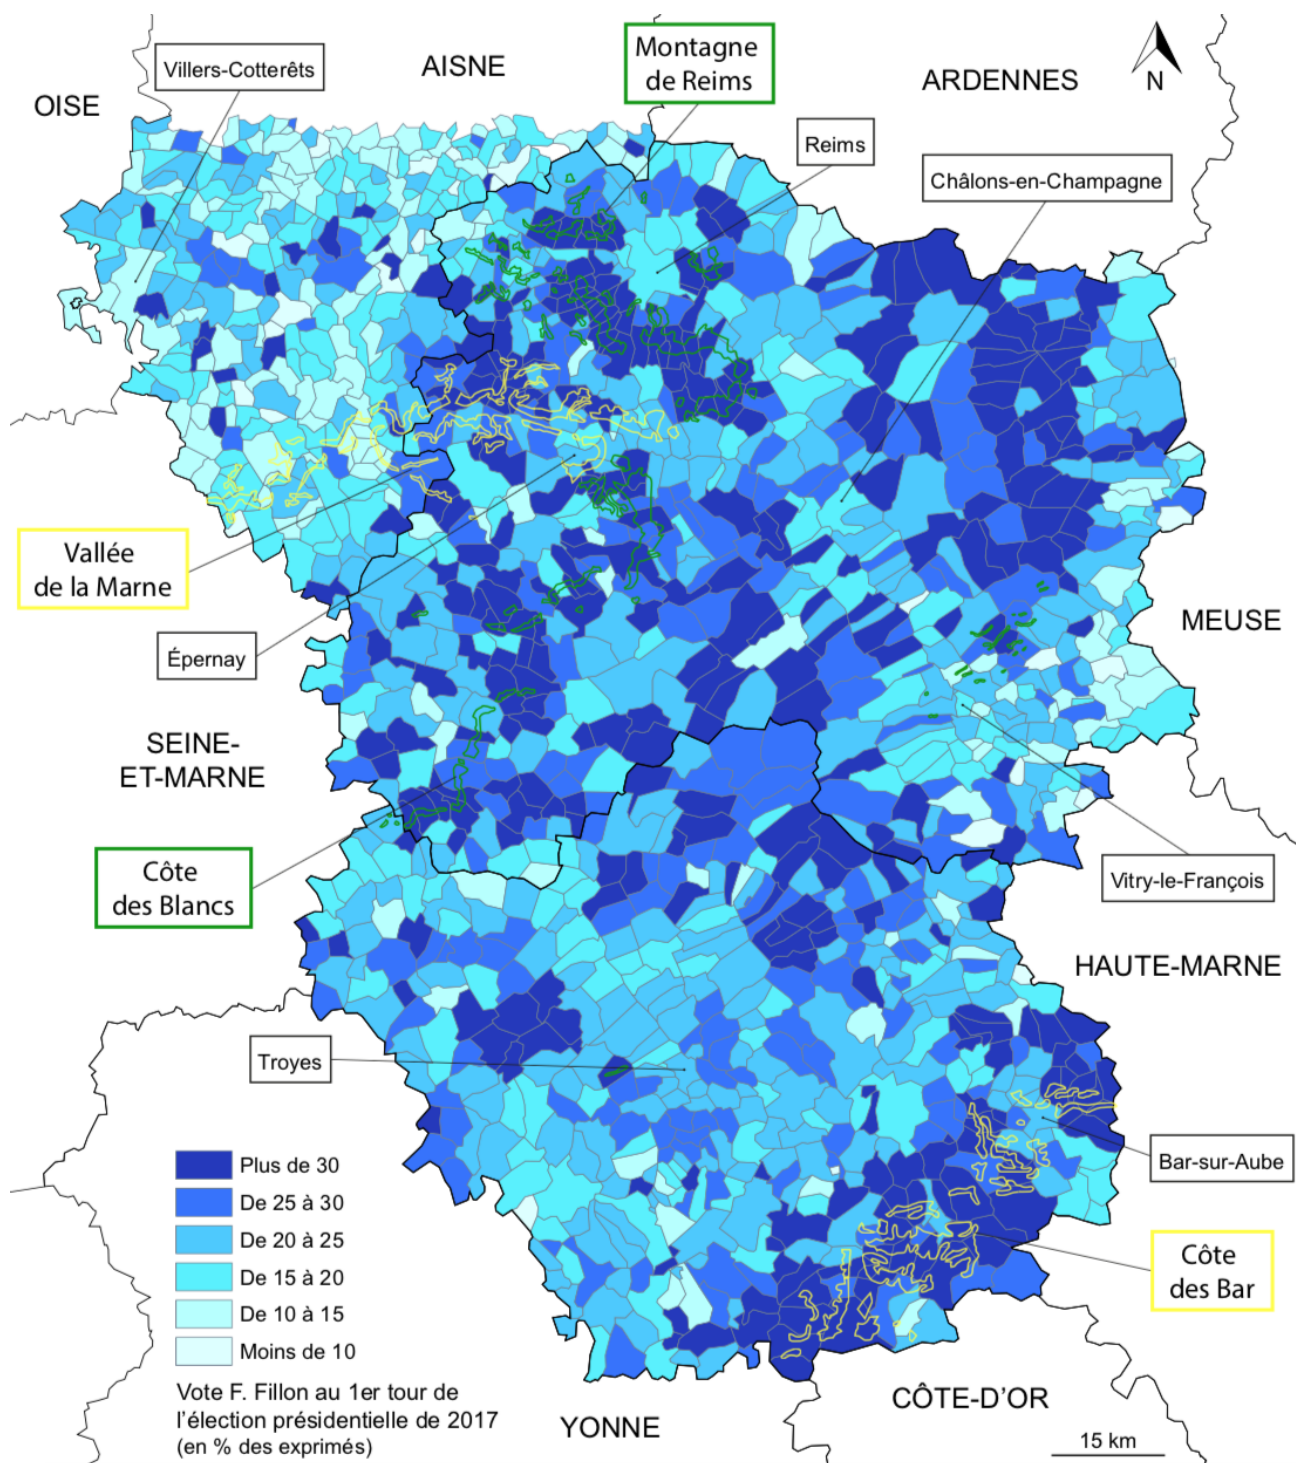 Montagne
de Reims
Villers-Cotterêts
AISNE
ARDENNES
N
OISE
Reims
Châlons-en-Champagne
Vallée
de la Marne
MEUSE
Épernay
SEINE-
ET-MARNE
Côte
des Blancs
Vitry-le-François
HAUTE-MARNE
Troyes
Bar-sur-Aube
Côte
des Bar
Plus de 30
De 25 à 30
De 20 à 25
De 15 à 20
De 10 à 15
Moins de 10
Vote F. Fillon au 1er tour de
l'élection présidentielle de 2017
(en % des exprimés)
CÔTE-D'OR
YONNE
15 km